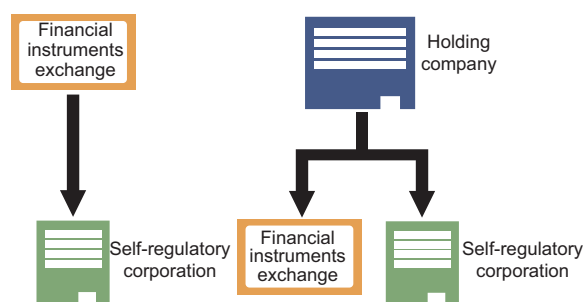 Financial
instruments
exchange
Holding
company
Self-regulatory
corporation
Financial
instruments
exchange
Self-regulatory
corporation